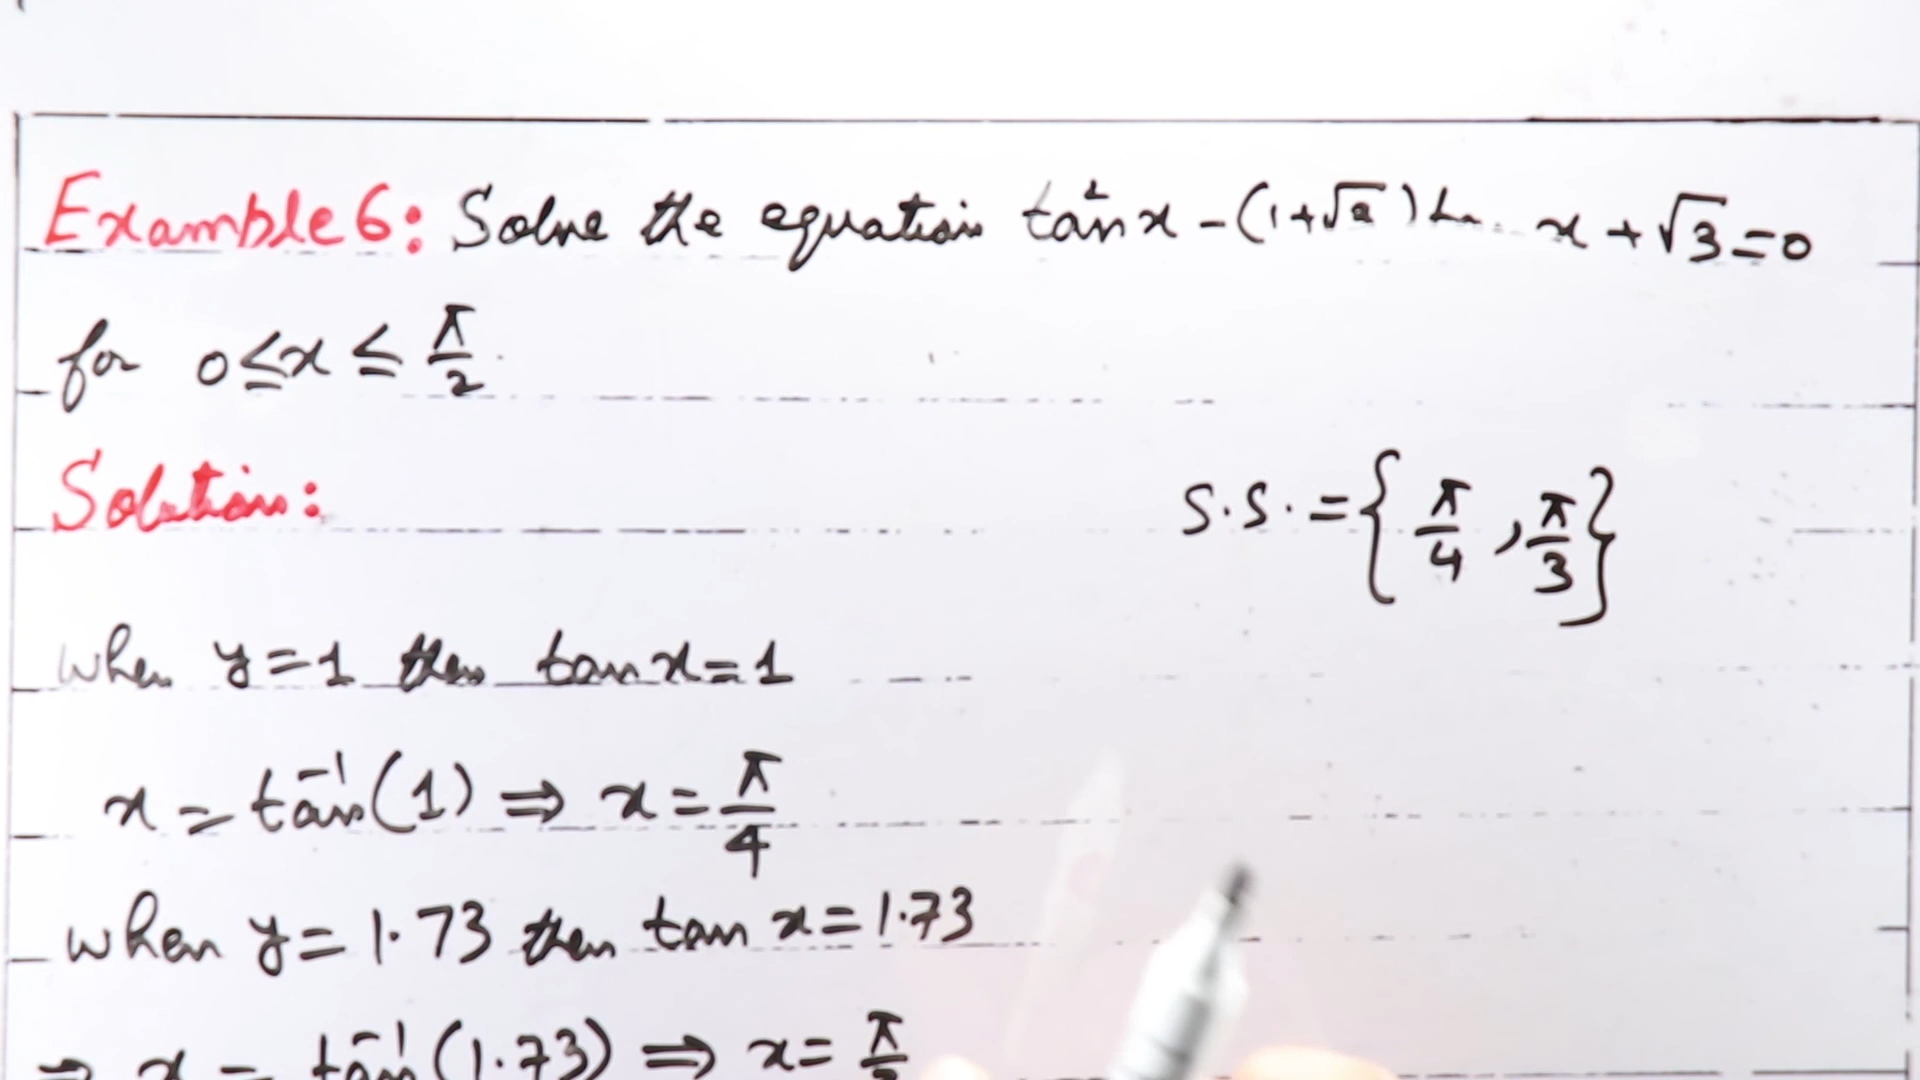 Example 6: Solve the equation tan²x - (1+√3) tan x + √3 = 0
for 0 ≤ x ≤ π/2
Solution:
S.S. = {π/4, π/3}
when y = 1 then tan x = 1
x = tan⁻¹(1) ⇒ x = π/4
when y = 1.73 then tan x = 1.73
⇒ x = tan⁻¹(1.73) ⇒ x = π/3